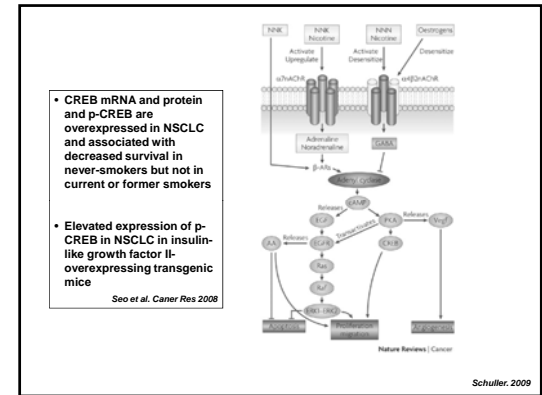 • CREB mRNA and protein
and p-CREB are
overexpressed in NSCLC
and associated with
decreased survival in
never-smokers but not in
current or former smokers
• Elevated expression of p-
CREB in NSCLC in insulin-
like growth factor II-
overexpressing transgenic
mice
Seo et al. Caner Res 2008
NNK NNK Nicotine NNN Nicotine Oestrogens
Activate Upregulate Activate Desensitize Desensitize
α7nAChR α4β2nAChR
Adrenaline
Noradrenaline
GABA
β-ARs
Adenylyl cyclase
cAMP
Releases
EGF PKA Releases VEGF
Transactivates
AA Releases EGFR CREB
Ras
Raf
ERK1–ERK2
Apoptosis Proliferation migration Angiogenesis
Nature Reviews | Cancer
Schuller. 2009